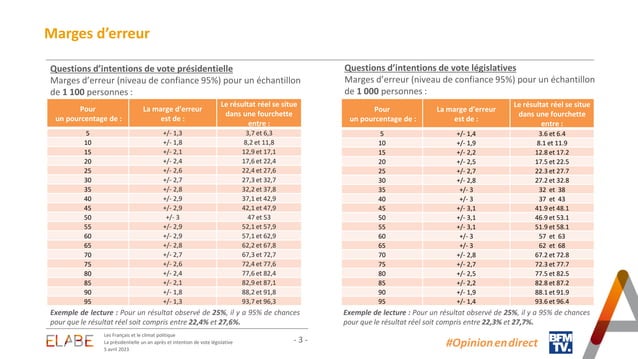 Marges d'erreur
Questions d'intentions de vote présidentielle
Marges d'erreur (niveau de confiance 95%) pour un échantillon
de 1 100 personnes :
Pour un pourcentage de : | La marge d'erreur est de : | Le résultat réel se situe dans une fourchette entre :
5 +/- 1,3 3,7 et 6,3
10 +/- 1,8 8,2 et 11,8
15 +/- 2,1 12,9 et 17,1
20 +/- 2,4 17,6 et 22,4
25 +/- 2,6 22,4 et 27,6
30 +/- 2,7 27,3 et 32,7
35 +/- 2,8 32,2 et 37,8
40 +/- 2,9 37,1 et 42,9
45 +/- 2,9 42,1 et 47,9
50 +/- 3 47 et 53
55 +/- 2,9 52,1 et 57,9
60 +/- 2,9 57,1 et 62,9
65 +/- 2,8 62,2 et 67,8
70 +/- 2,7 67,3 et 72,7
75 +/- 2,6 72,4 et 77,6
80 +/- 2,4 77,6 et 82,4
85 +/- 2,1 82,9 et 87,1
90 +/- 1,8 88,2 et 91,8
95 +/- 1,3 93,7 et 96,3
Exemple de lecture : Pour un résultat observé de 25%, il y a 95% de chances
pour que le résultat réel soit compris entre 22,4% et 27,6%.
Questions d'intentions de vote législatives
Marges d'erreur (niveau de confiance 95%) pour un échantillon
de 1 000 personnes :
Pour un pourcentage de : | La marge d'erreur est de : | Le résultat réel se situe dans une fourchette entre :
5 +/- 1,4 3.6 et 6.4
10 +/- 1,9 8.1 et 11.9
15 +/- 2,2 12.8 et 17.2
20 +/- 2,5 17.5 et 22.5
25 +/- 2,7 22.3 et 27.7
30 +/- 2,8 27.2 et 32.8
35 +/- 3 32 et 38
40 +/- 3 37 et 43
45 +/- 3,1 41.9 et 48.1
50 +/- 3,1 46.9 et 53.1
55 +/- 3,1 51.9 et 58.1
60 +/- 3 57 et 63
65 +/- 3 62 et 68
70 +/- 2,8 67.2 et 72.8
75 +/- 2,7 72.3 et 77.7
80 +/- 2,5 77.5 et 82.5
85 +/- 2,2 82.8 et 87.2
90 +/- 1,9 88.1 et 91.9
95 +/- 1,4 93.6 et 96.4
Exemple de lecture : Pour un résultat observé de 25%, il y a 95% de chances
pour que le résultat réel soit compris entre 22,3% et 27,7%.
ELABE
Les Français et le climat politique
La présidentielle un an après et intention de vote législative
5 avril 2023
- 3 -
#Opinion en direct
BFM
TV.